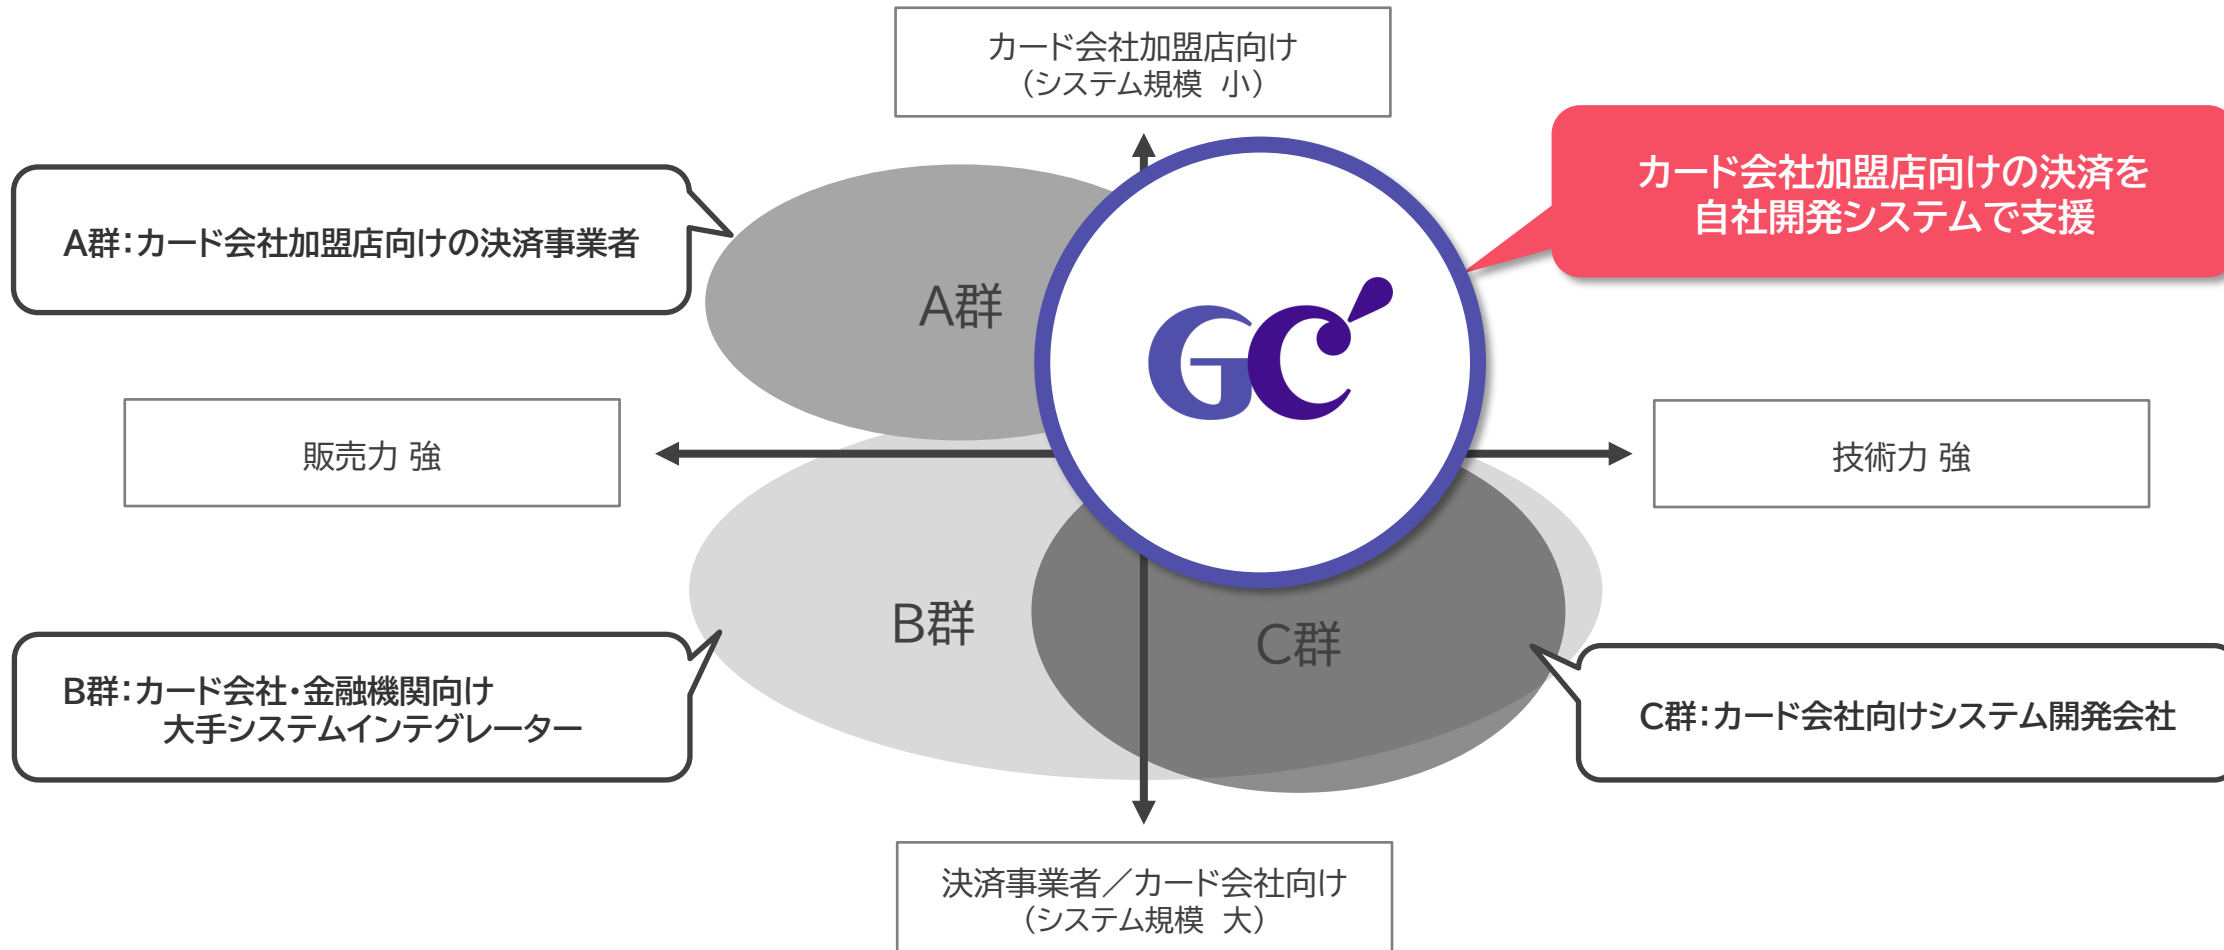 カード会社加盟店向け
（システム規模 小）
カード会社加盟店向けの決済を
自社開発システムで支援
A群：カード会社加盟店向けの決済事業者
A群
GC
販売力 強
技術力 強
B群
C群
B群：カード会社・金融機関向け
大手システムインテグレーター
C群：カード会社向けシステム開発会社
決済事業者／カード会社向け
（システム規模 大）